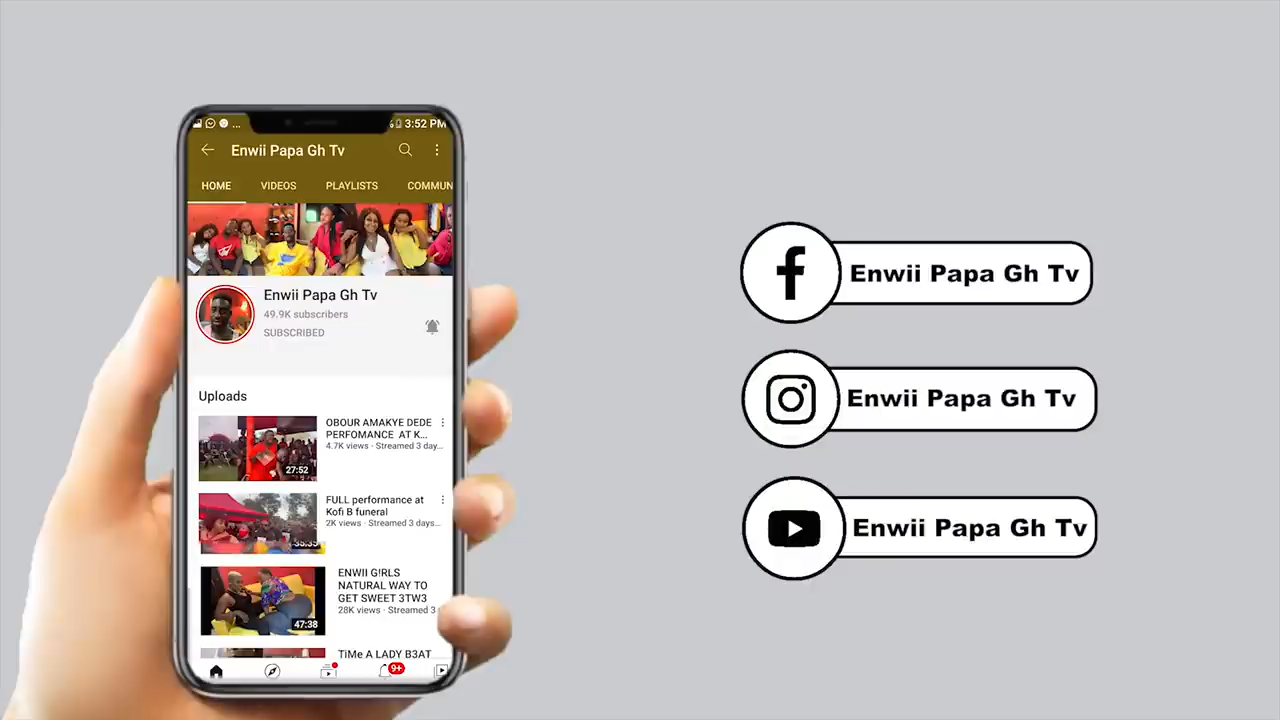 ... 3:52 PM
Enwii Papa Gh Tv
HOME VIDEOS PLAYLISTS COMMUN
Enwii Papa Gh Tv
49.9K subscribers
SUBSCRIBED
Uploads
OBOUR AMAKYE DEDE
PERFOMANCE AT K...
4.7K views · Streamed 3 day...
27:52
FULL performance at
Kofi B funeral
2K views · Streamed 3 days...
35:35
ENWII G!RLS
NATURAL WAY TO
GET SWEET 3TW3
28K views · Streamed 3
47:38
TiMe A LADY B3AT
9+
Enwii Papa Gh Tv
Enwii Papa Gh Tv
Enwii Papa Gh Tv